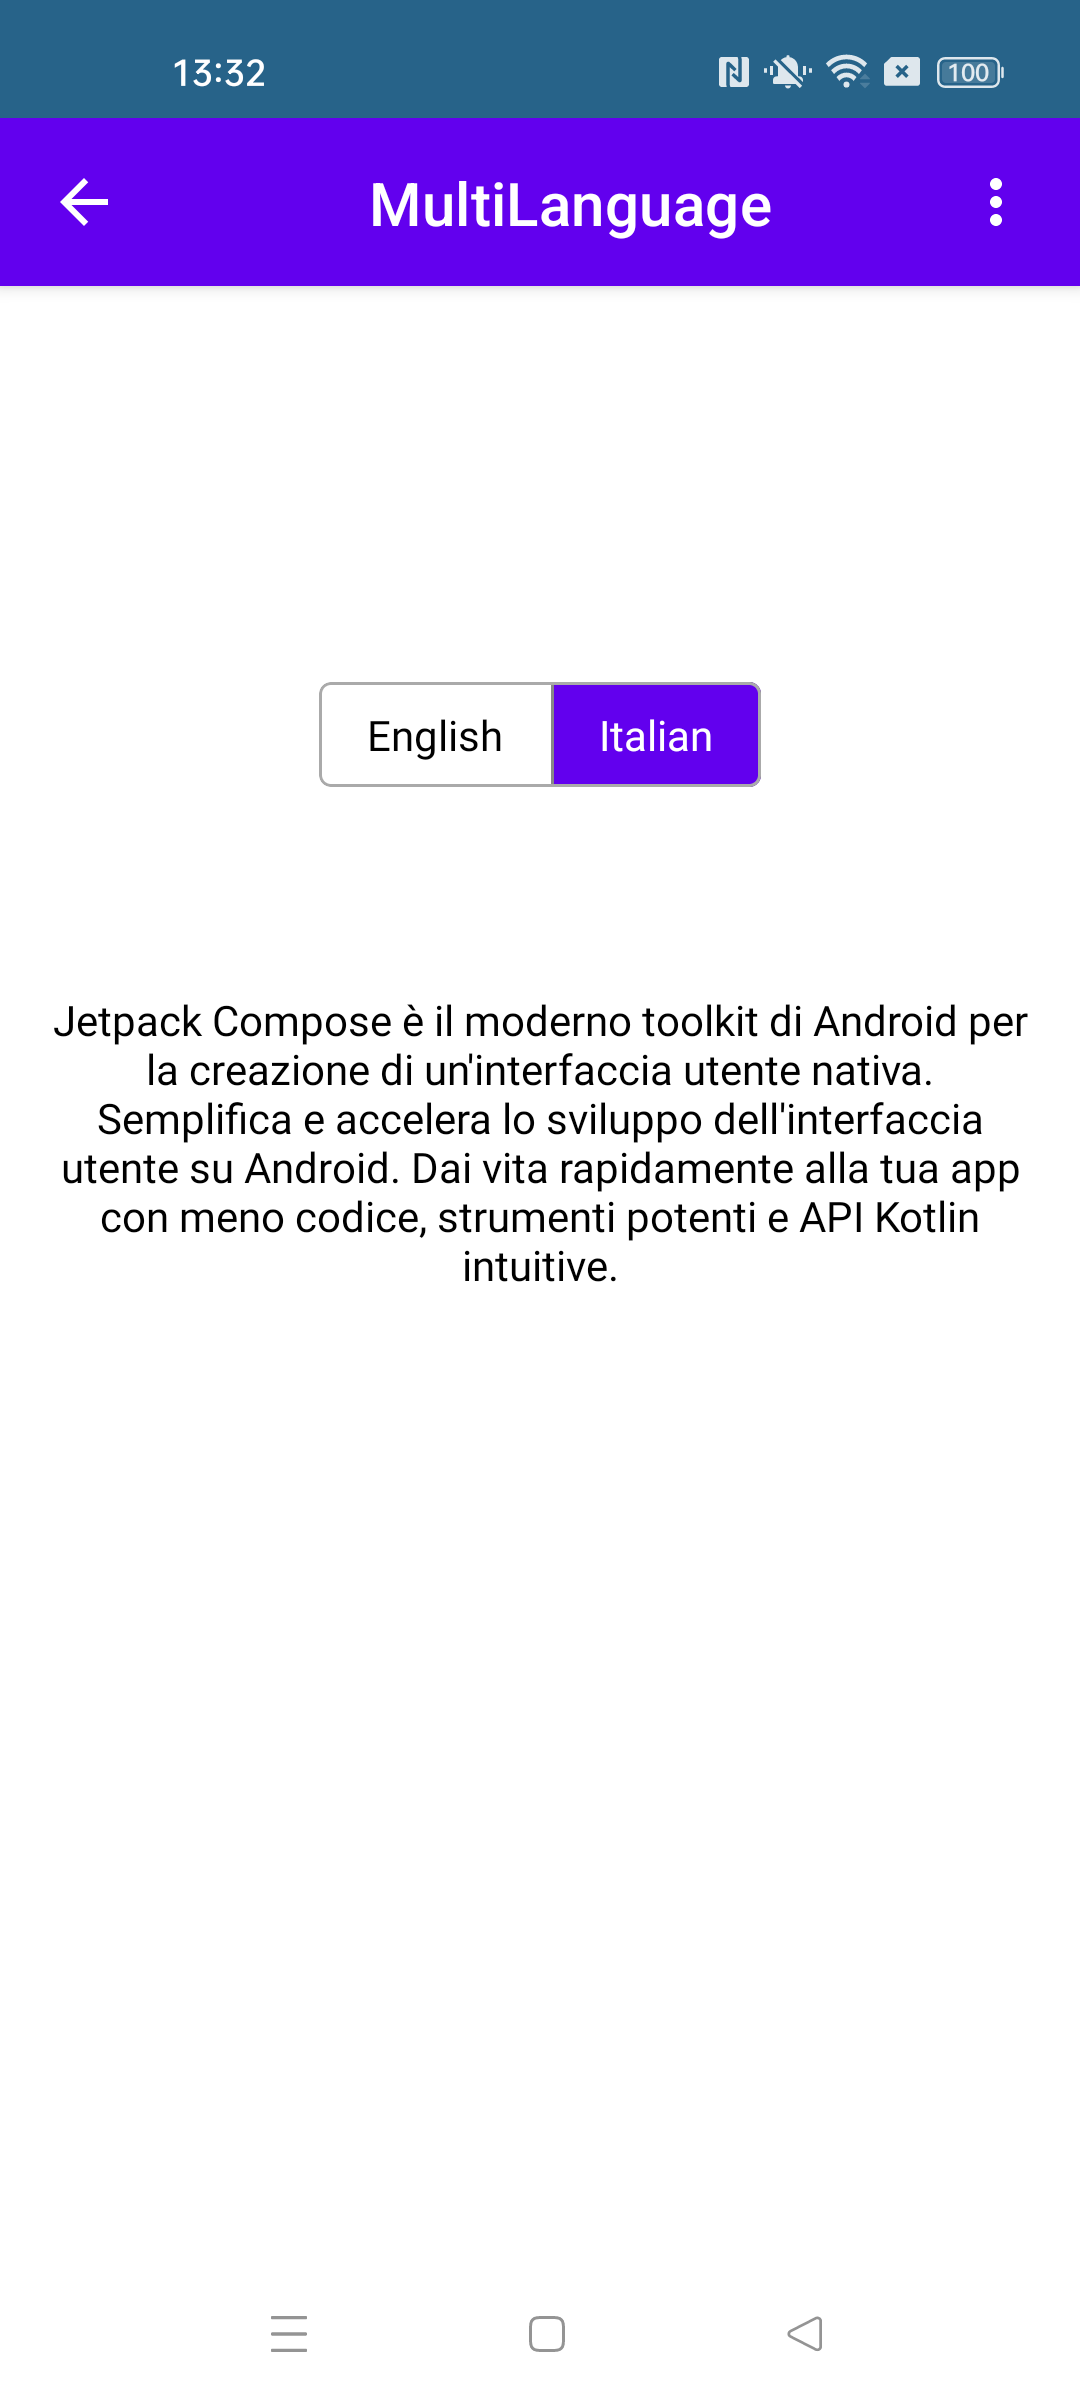 13:32
100
MultiLanguage
English
Italian
Jetpack Compose è il moderno toolkit di Android per
la creazione di un'interfaccia utente nativa.
Semplifica e accelera lo sviluppo dell'interfaccia
utente su Android. Dai vita rapidamente alla tua app
con meno codice, strumenti potenti e API Kotlin
intuitive.